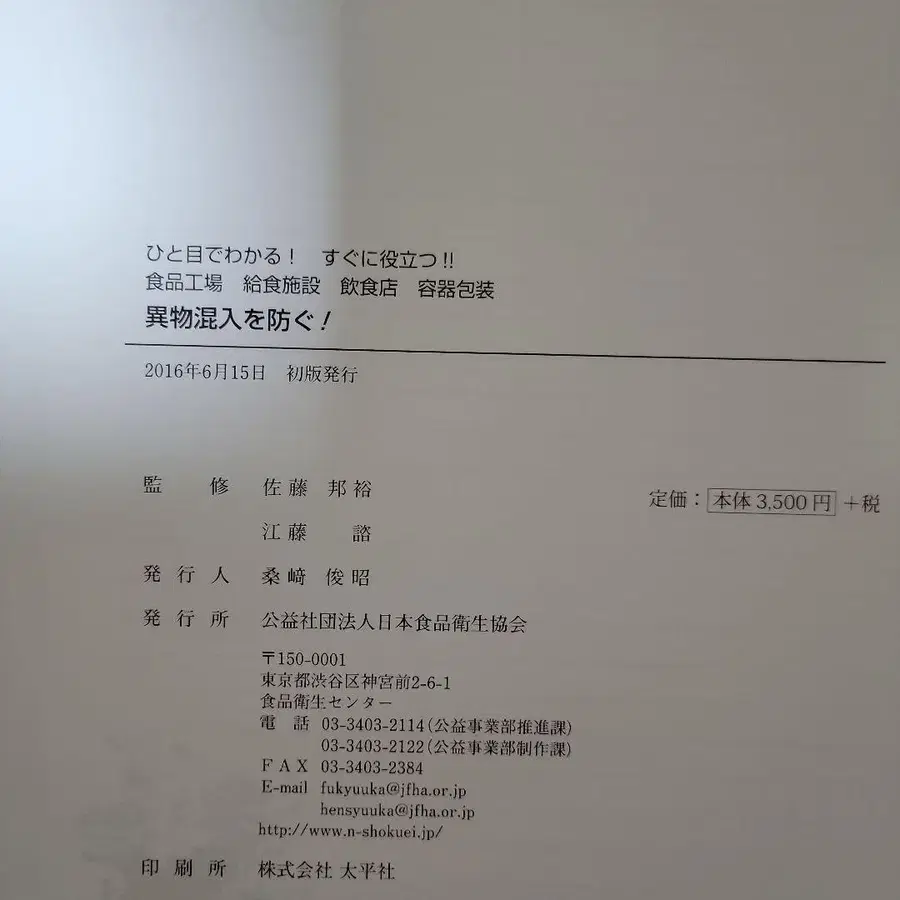 ひと目でわかる！ すぐに役立つ!!
食品工場 給食施設 飲食店 容器包装
異物混入を防ぐ！
2016年6月15日 初版発行
監 修 佐藤 邦裕
江藤 諮
定価：本体3,500円＋税
発行人 桑﨑 俊昭
発行所 公益社団法人日本食品衛生協会
〒150-0001
東京都渋谷区神宮前2-6-1
食品衛生センター
電 話 03-3403-2114(公益事業部推進課)
03-3403-2122(公益事業部制作課)
ＦＡＸ 03-3403-2384
E-mail fukyuuka@jfha.or.jp
hensyuuka@jfha.or.jp
http://www.n-shokuei.jp/
印刷所 株式会社 太平社